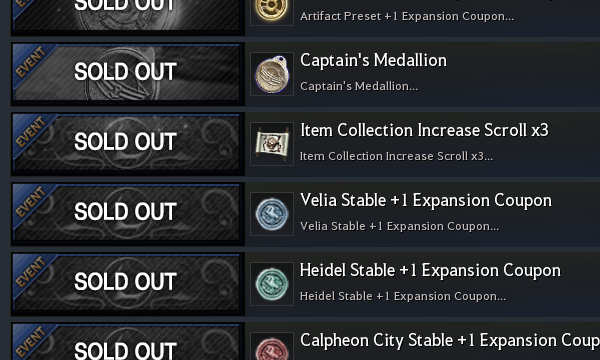 SOLD OUT
Artifact Preset +1 Expansion Coupon...
EVENT
SOLD OUT
Captain's Medallion
Captain's Medallion...
EVENT
SOLD OUT
Item Collection Increase Scroll x3
Item Collection Increase Scroll x3...
EVENT
SOLD OUT
Velia Stable +1 Expansion Coupon
Velia Stable +1 Expansion Coupon...
EVENT
SOLD OUT
Heidel Stable +1 Expansion Coupon
Heidel Stable +1 Expansion Coupon...
EVENT
SOLD OUT
Calpheon City Stable +1 Expansion Coup